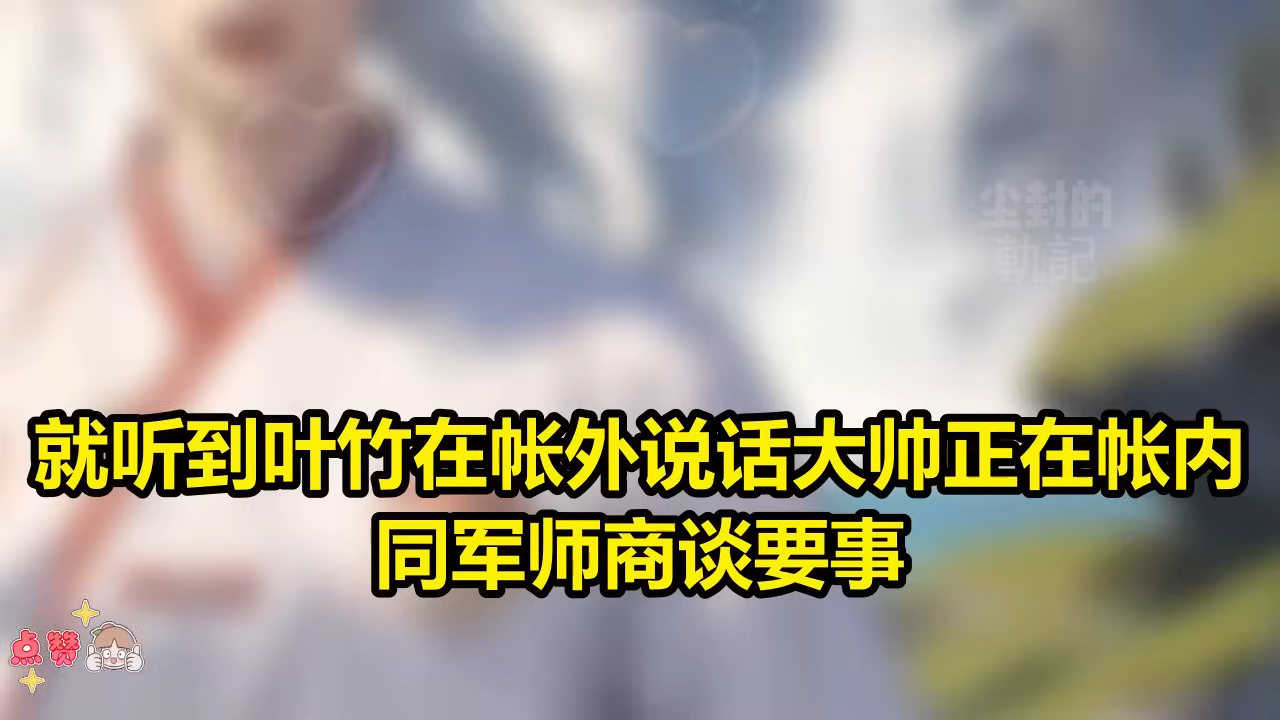 尘封的
軌記
就听到叶竹在帐外说话大帅正在帐内
同军师商谈要事
点赞